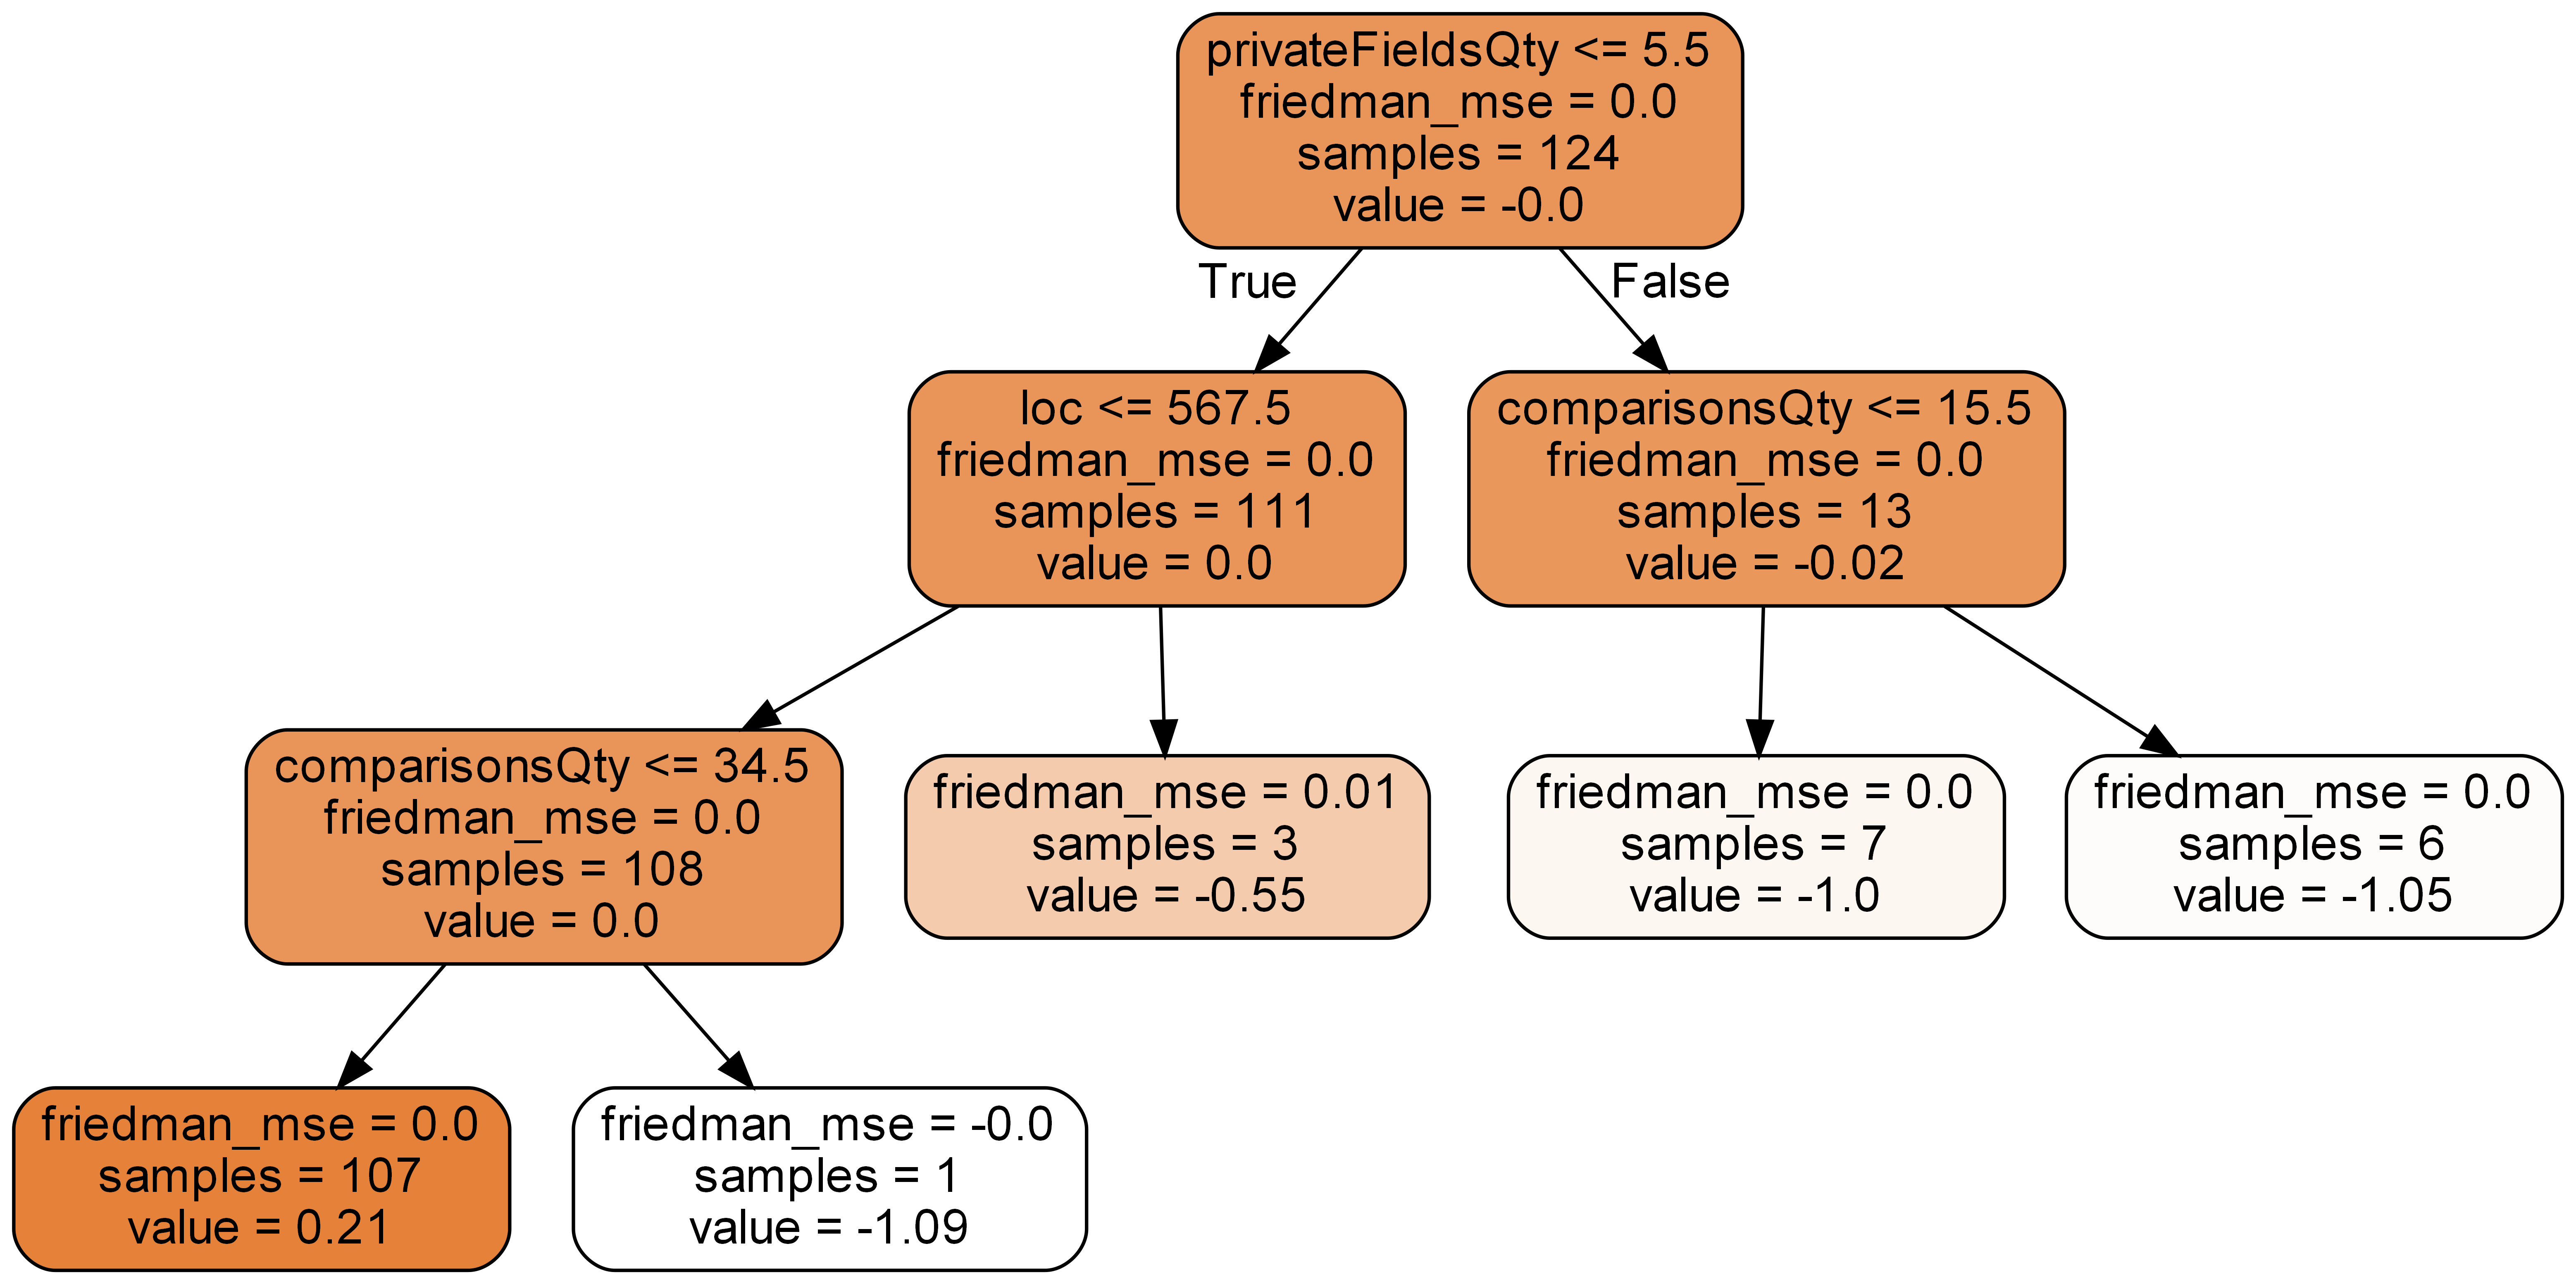 privateFieldsQty <= 5.5
friedman_mse = 0.0
samples = 124
value = -0.0
True
False
loc <= 567.5
friedman_mse = 0.0
samples = 111
value = 0.0
comparisonsQty <= 15.5
friedman_mse = 0.0
samples = 13
value = -0.02
comparisonsQty <= 34.5
friedman_mse = 0.0
samples = 108
value = 0.0
friedman_mse = 0.01
samples = 3
value = -0.55
friedman_mse = 0.0
samples = 7
value = -1.0
friedman_mse = 0.0
samples = 6
value = -1.05
friedman_mse = 0.0
samples = 107
value = 0.21
friedman_mse = -0.0
samples = 1
value = -1.09